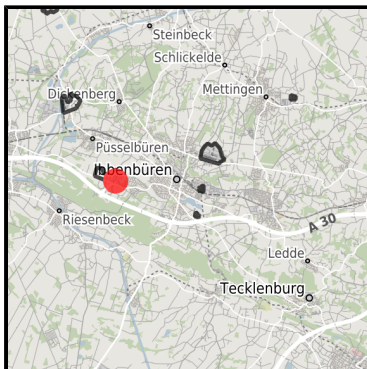 Steinbeck
Schlickelde
Dickenberg
Mettingen
Püsselbüren
Ibbenbüren
Riesenbeck
A 30
Ledde
Tecklenburg